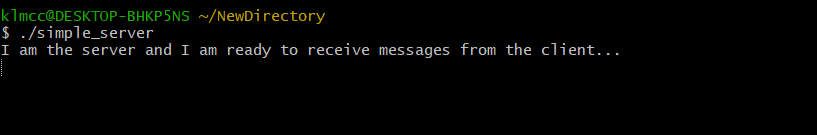 klmcc@DESKTOP-BHKP5NS ~/NewDirectory
$ ./simple_server
I am the server and I am ready to receive messages from the client...